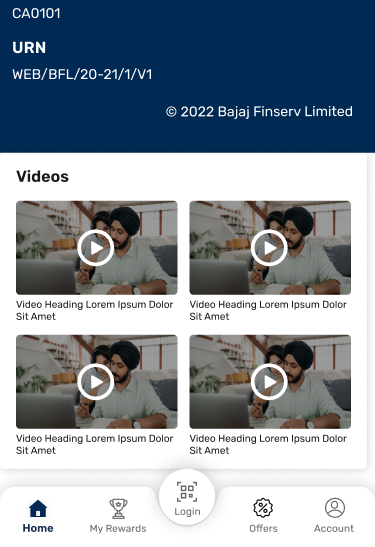 CA0101
URN
WEB/BFL/20-21/1/V1
© 2022 Bajaj Finserv Limited
Videos
Video Heading Lorem Ipsum Dolor
Sit Amet
Video Heading Lorem Ipsum Dolor
Sit Amet
Video Heading Lorem Ipsum Dolor
Sit Amet
Video Heading Lorem Ipsum Dolor
Sit Amet
Home
My Rewards
Login
Offers
Account